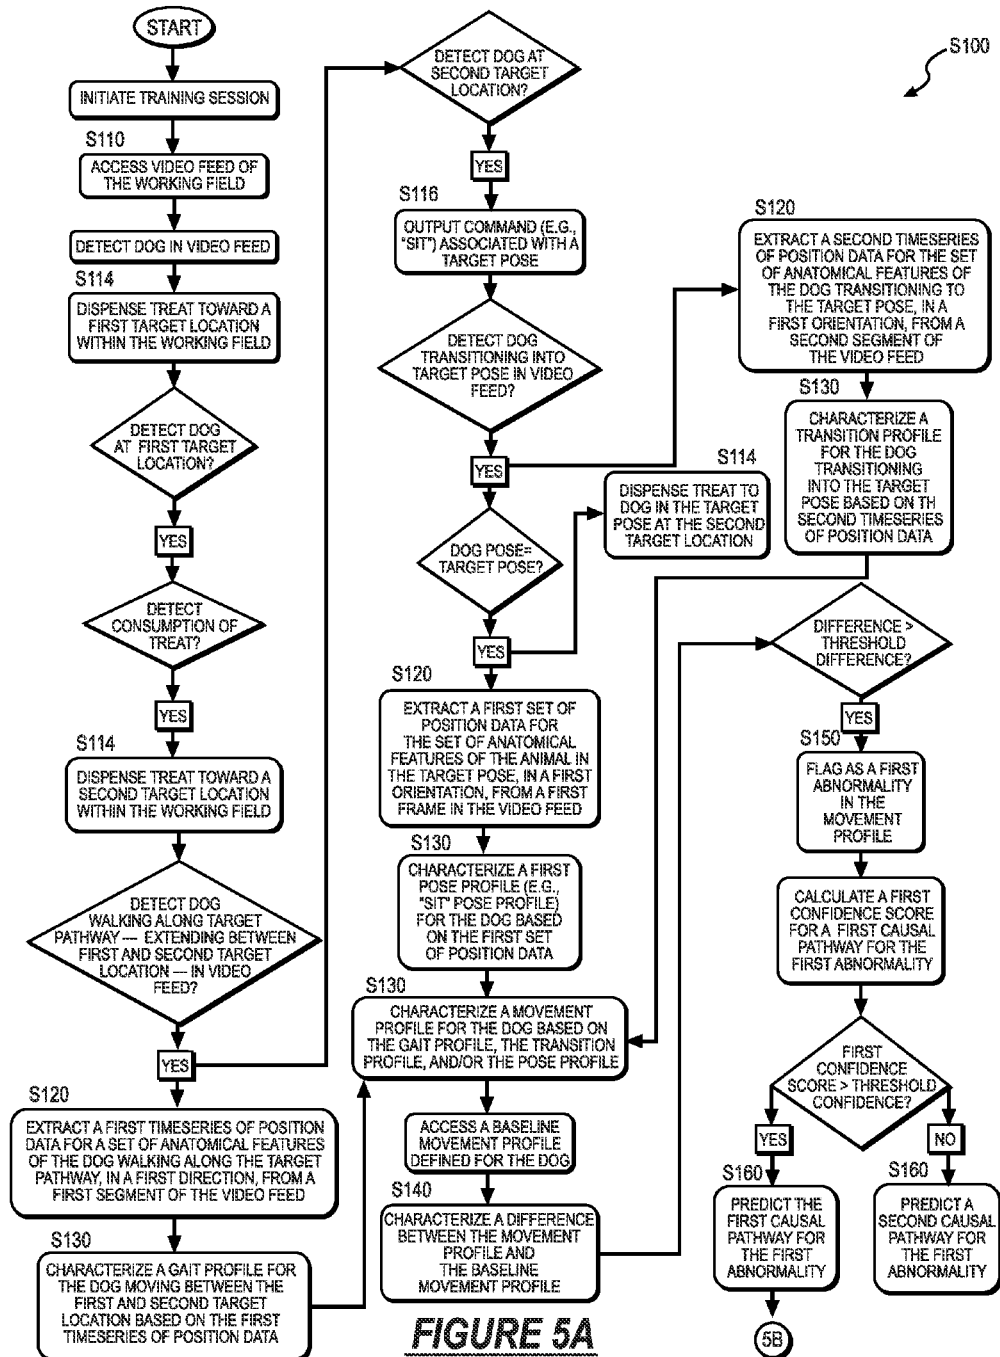 START
INITIATE TRAINING SESSION
S110
ACCESS VIDEO FEED OF
THE WORKING FIELD
DETECT DOG IN VIDEO FEED
S114
DISPENSE TREAT TOWARD A
FIRST TARGET LOCATION
WITHIN THE WORKING FIELD
DETECT DOG
AT FIRST TARGET
LOCATION?
YES
DETECT
CONSUMPTION OF
TREAT?
YES
S114
DISPENSE TREAT TOWARD A
SECOND TARGET LOCATION
WITHIN THE WORKING FIELD
DETECT DOG
WALKING ALONG TARGET
PATHWAY — EXTENDING BETWEEN
FIRST AND SECOND TARGET
LOCATION — IN VIDEO
FEED?
YES
S120
EXTRACT A FIRST TIMESERIES OF POSITION
DATA FOR A SET OF ANATOMICAL FEATURES
OF THE DOG WALKING ALONG THE TARGET
PATHWAY, IN A FIRST DIRECTION, FROM A
FIRST SEGMENT OF THE VIDEO FEED
S130
CHARACTERIZE A GAIT PROFILE FOR
THE DOG MOVING BETWEEN THE
FIRST AND SECOND TARGET
LOCATION BASED ON THE FIRST
TIMESERIES OF POSITION DATA
DETECT DOG AT
SECOND TARGET
LOCATION?
YES
S116
OUTPUT COMMAND (E.G.,
"SIT") ASSOCIATED WITH A
TARGET POSE
DETECT DOG
TRANSITIONING INTO
TARGET POSE IN VIDEO
FEED?
YES
DOG POSE=
TARGET POSE?
YES
S114
DISPENSE TREAT TO
DOG IN THE TARGET
POSE AT THE SECOND
TARGET LOCATION
S120
EXTRACT A FIRST SET OF
POSITION DATA FOR
THE SET OF ANATOMICAL
FEATURES OF THE ANIMAL IN
THE TARGET POSE, IN A FIRST
ORIENTATION, FROM A FIRST
FRAME IN THE VIDEO FEED
S130
CHARACTERIZE A FIRST
POSE PROFILE (E.G.,
"SIT" POSE PROFILE)
FOR THE DOG BASED
ON THE FIRST SET
OF POSITION DATA
S130
CHARACTERIZE A MOVEMENT
PROFILE FOR THE DOG BASED ON
THE GAIT PROFILE, THE TRANSITION
PROFILE, AND/OR THE POSE PROFILE
ACCESS A BASELINE
MOVEMENT PROFILE
DEFINED FOR THE DOG
S140
CHARACTERIZE A DIFFERENCE
BETWEEN THE MOVEMENT
PROFILE AND
THE BASELINE
MOVEMENT PROFILE
S100
S120
EXTRACT A SECOND TIMESERIES
OF POSITION DATA FOR THE SET
OF ANATOMICAL FEATURES OF
THE DOG TRANSITIONING TO
THE TARGET POSE, IN A
FIRST ORIENTATION, FROM A
SECOND SEGMENT OF
THE VIDEO FEED
S130
CHARACTERIZE A
TRANSITION PROFILE
FOR THE DOG
TRANSITIONING
INTO THE TARGET
POSE BASED ON TH
SECOND TIMESERIES
OF POSITION DATA
DIFFERENCE >
THRESHOLD
DIFFERENCE?
YES
S150
FLAG AS A FIRST
ABNORMALITY
IN THE
MOVEMENT
PROFILE
CALCULATE A FIRST
CONFIDENCE SCORE
FOR A FIRST CAUSAL
PATHWAY FOR THE
FIRST ABNORMALITY
FIRST
CONFIDENCE
SCORE > THRESHOLD
CONFIDENCE?
YES
NO
S160
PREDICT THE
FIRST CAUSAL
PATHWAY FOR
THE FIRST
ABNORMALITY
S160
PREDICT A
SECOND CAUSAL
PATHWAY FOR
THE FIRST
ABNORMALITY
5B
FIGURE 5A